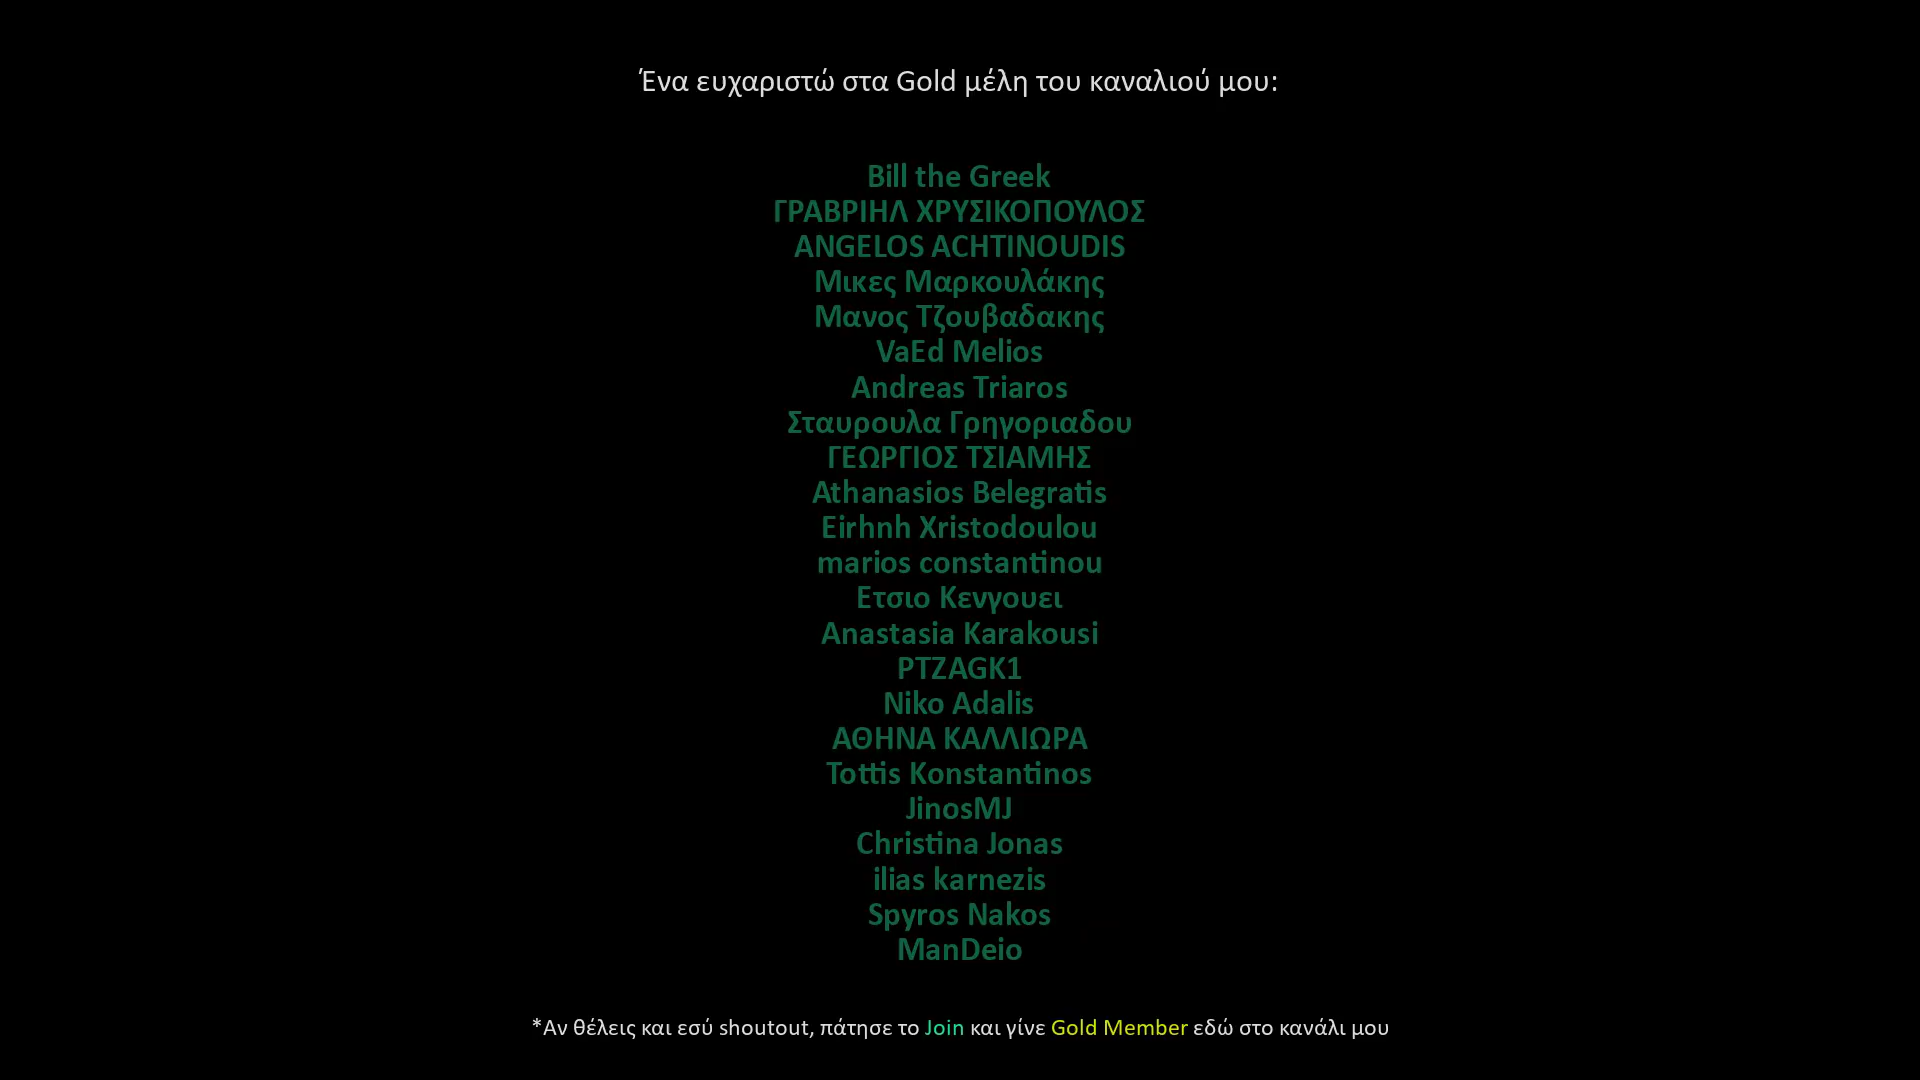 Ένα ευχαριστώ στα Gold μέλη του καναλιού μου:
Bill the Greek
ΓΡΑΒΡΙΗΛ ΧΡΥΣΙΚΟΠΟΥΛΟΣ
ANGELOS ACHTINOUDIS
Μικες Μαρκουλάκης
Μανος Τζουβαδακης
VaEd Melios
Andreas Triaros
Σταυρουλα Γρηγοριαδου
ΓΕΩΡΓΙΟΣ ΤΣΙΑΜΗΣ
Athanasios Belegratis
Eirhnh Xristodoulou
marios constantinou
Ετσιο Κενγουει
Anastasia Karakousi
PTZAGK1
Niko Adalis
ΑΘΗΝΑ ΚΑΛΛΙΩΡΑ
Tottis Konstantinos
JinosMJ
Christina Jonas
ilias karnezis
Spyros Nakos
ManDeio
*Αν θέλεις και εσύ shoutout, πάτησε το Join και γίνε Gold Member εδώ στο κανάλι μου